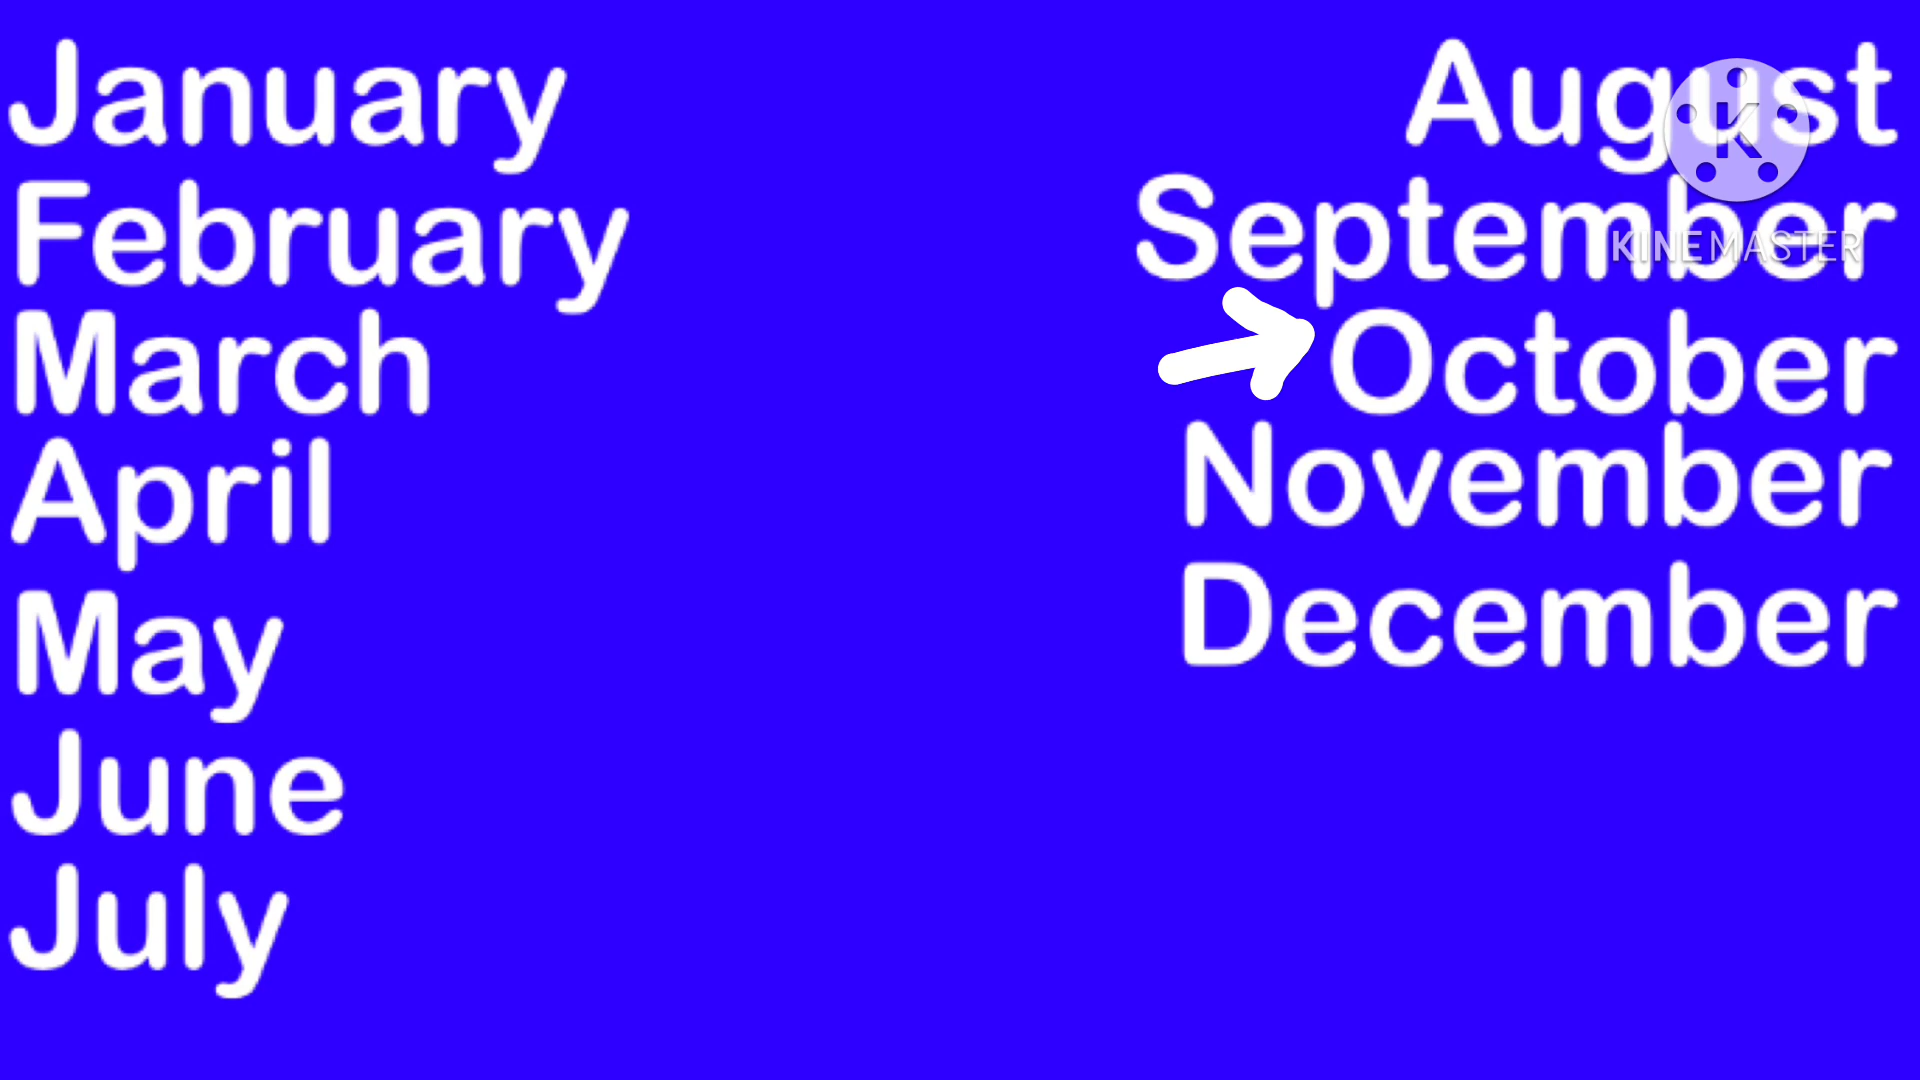 January
February
March
April
May
June
July
August
September
October
November
December
K
KINEMASTER